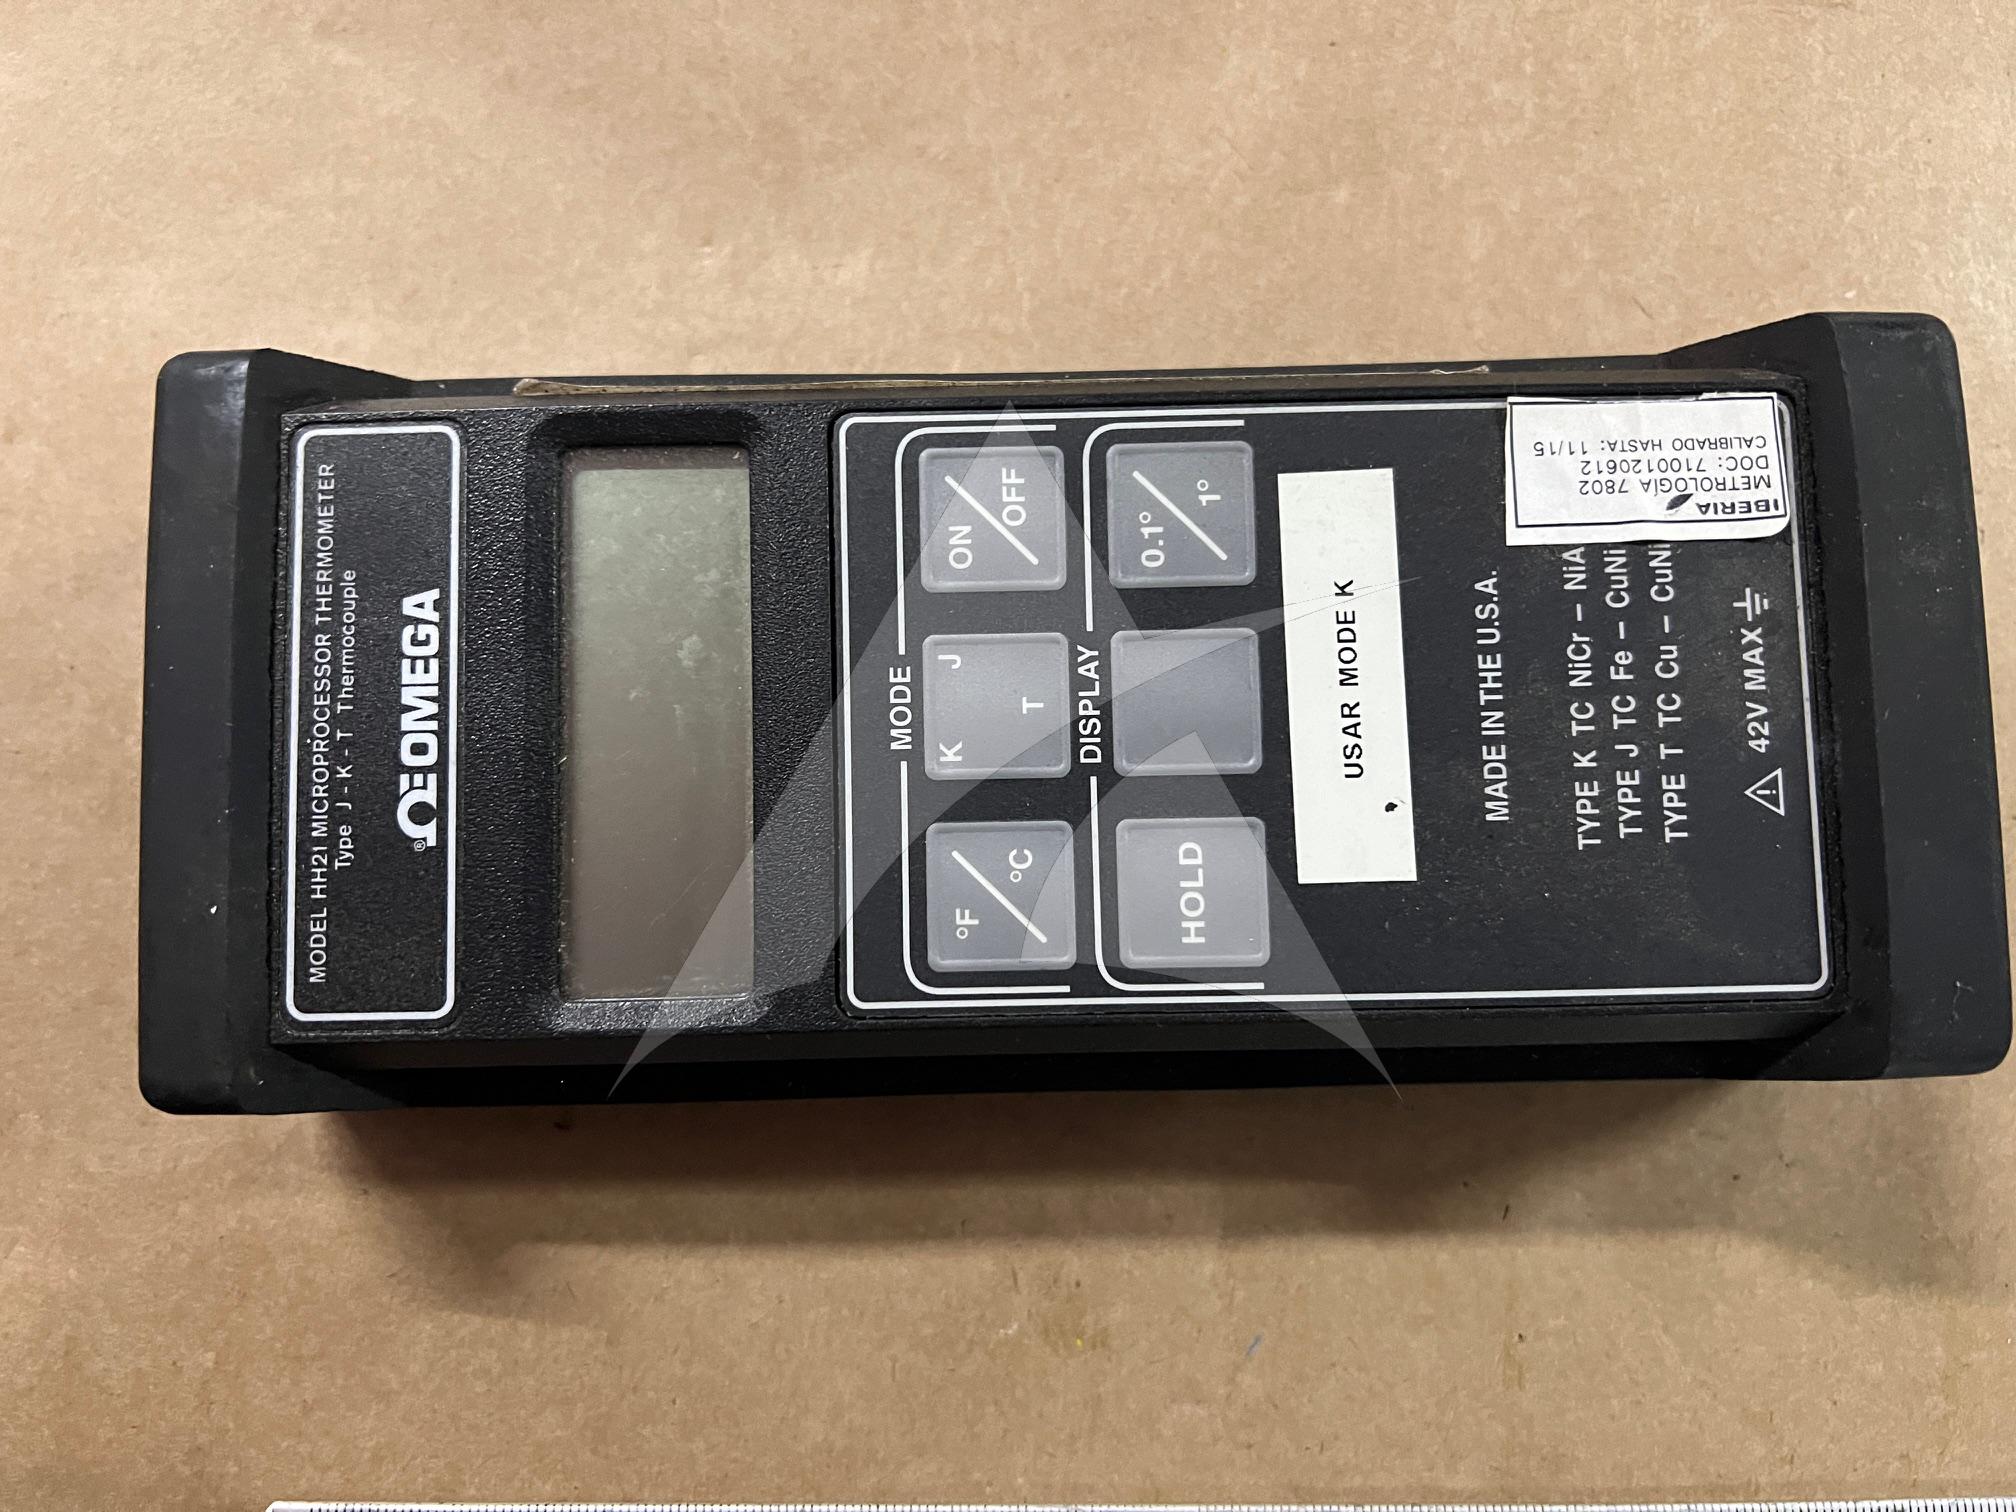 MODEL HH21 MICROPROCESSOR THERMOMETER
Type J - K - T Thermocouple
®ΩEOMEGA
MODE
°F/°C
K J T
ON/OFF
DISPLAY
HOLD
0.1°/1°
USAR MODE K
MADE IN THE U.S.A.
TYPE K TC NiCr – NiA
TYPE J TC Fe – CuNi
TYPE T TC Cu – CuNi
42V MAX
IBERIA
METROLOGÍA 7802
DOC: 7100120612
CALIBRADO HASTA: 11/15